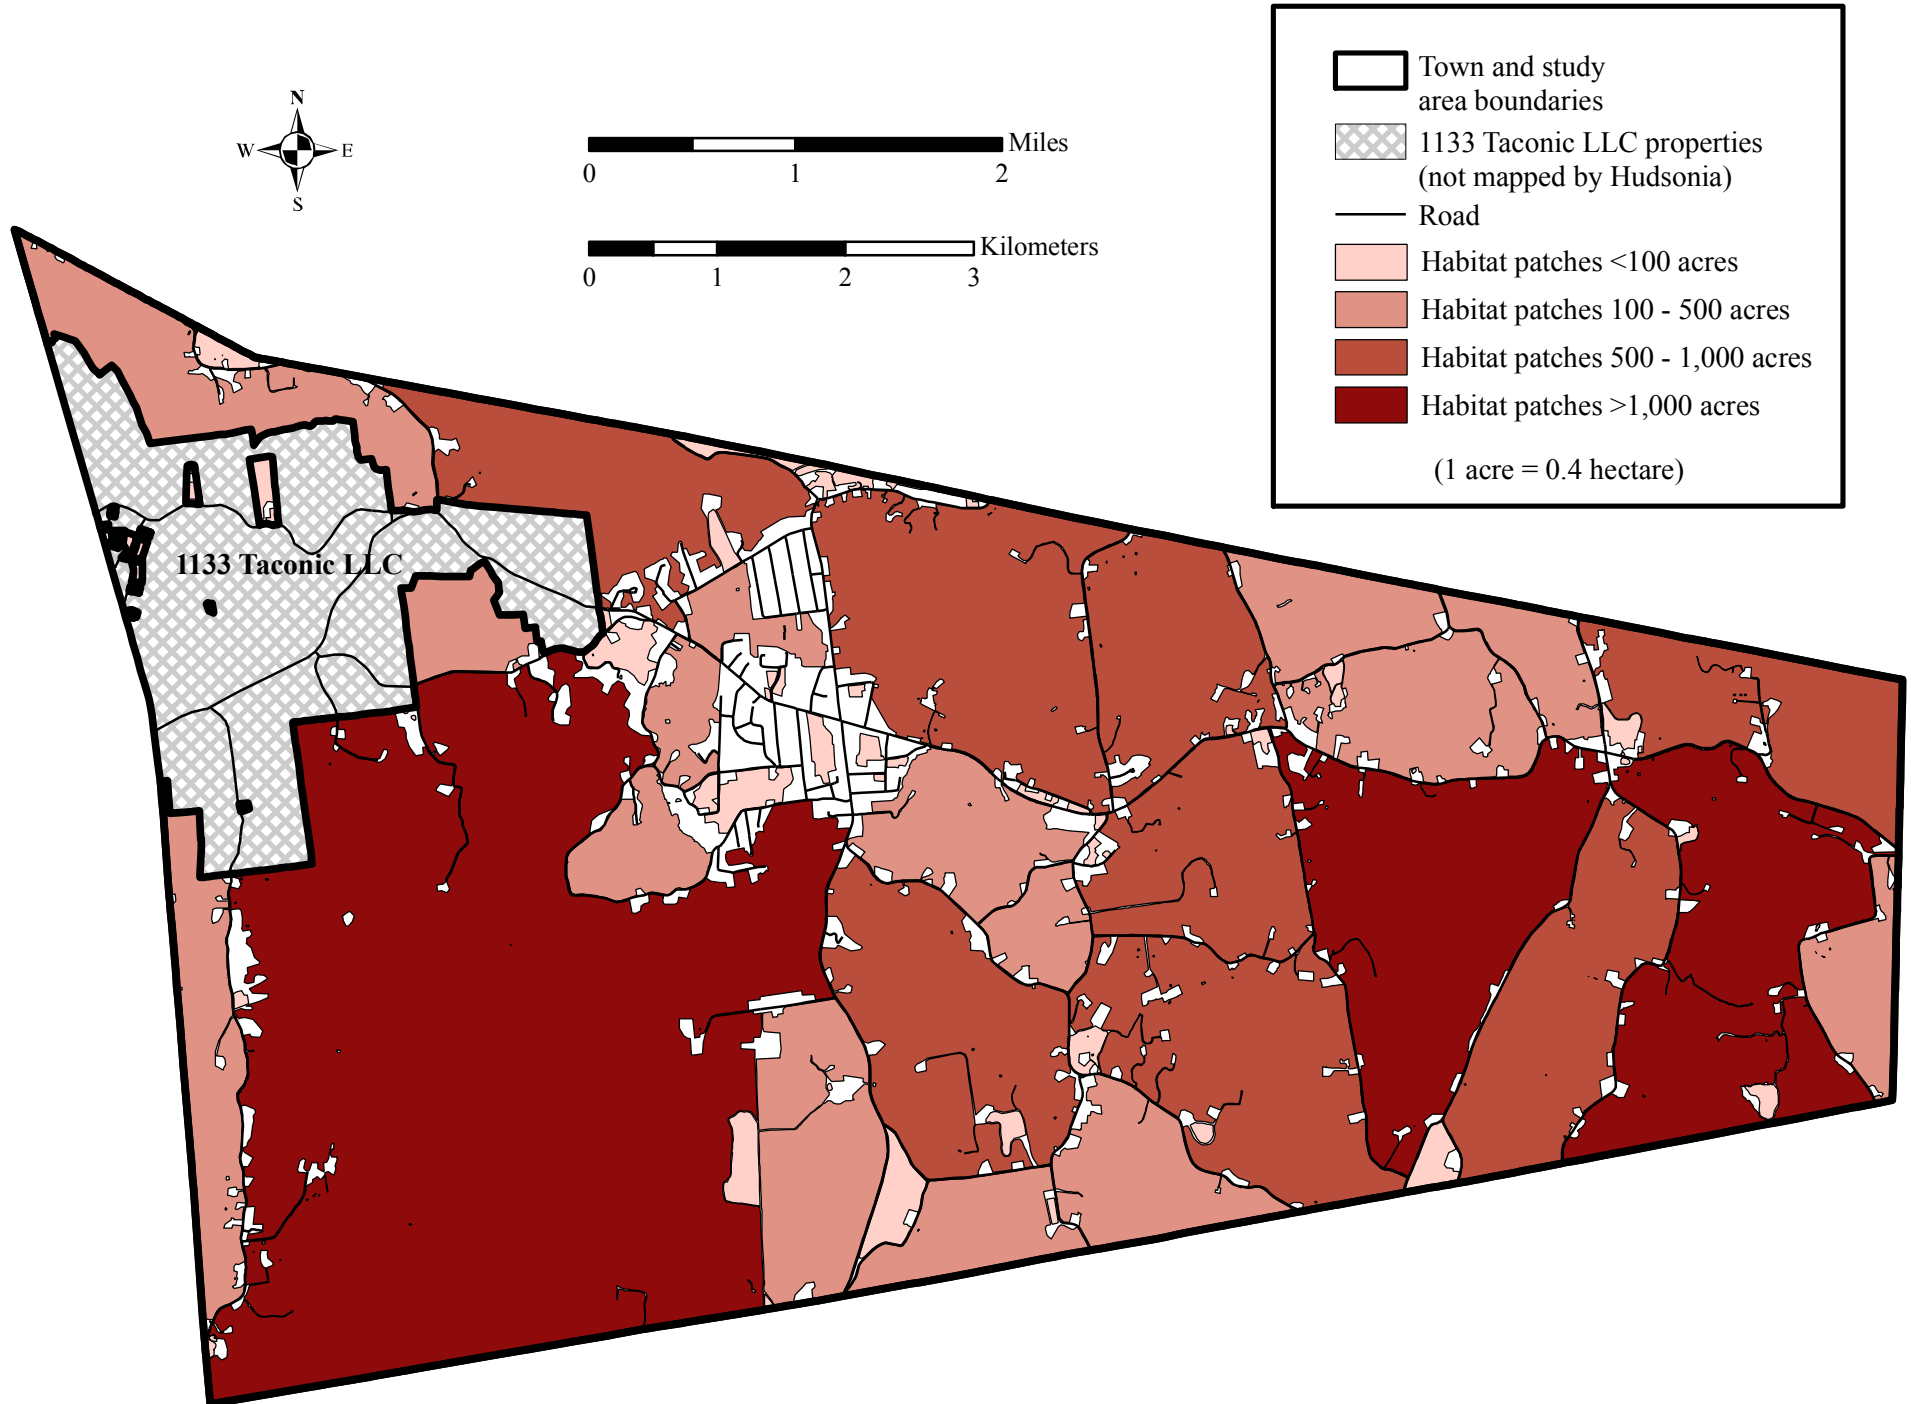 N
W
E
S
Miles
0
1
2
Kilometers
0
1
2
3
Town and study
area boundaries
1133 Taconic LLC properties
(not mapped by Hudsonia)
Road
Habitat patches <100 acres
Habitat patches 100 - 500 acres
Habitat patches 500 - 1,000 acres
Habitat patches >1,000 acres
(1 acre = 0.4 hectare)
1133 Taconic LLC